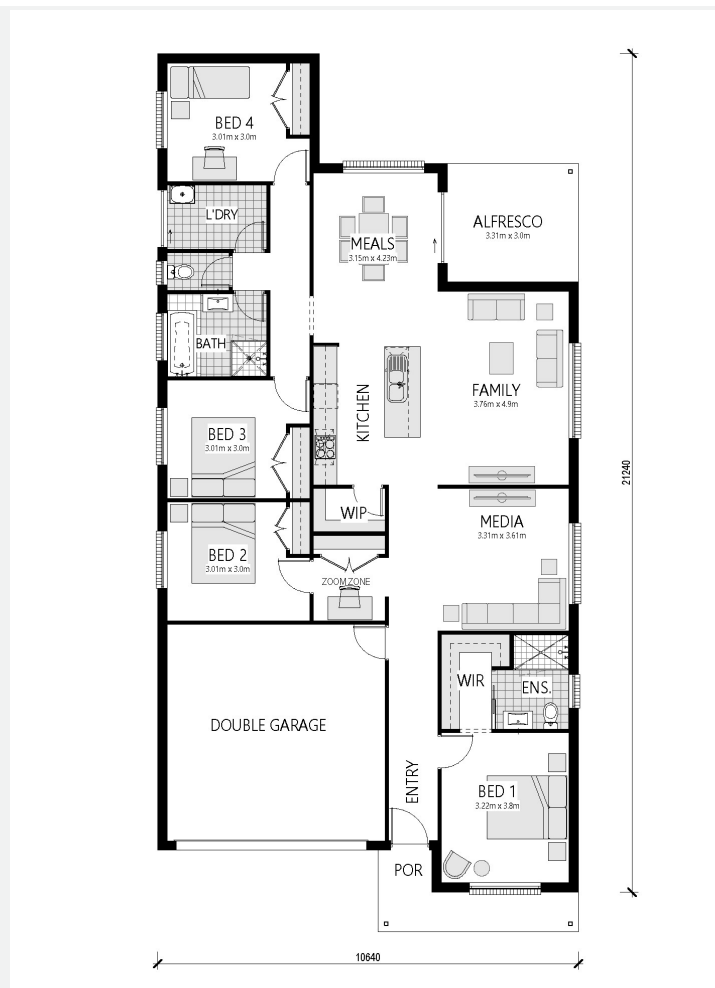 BED 4
3.01m x 3.0m
L'DRY
MEALS
3.15m x 4.23m
ALFRESCO
3.31m x 3.0m
BATH
KITCHEN
FAMILY
3.76m x 4.9m
BED 3
3.01m x 3.0m
21240
WIP
MEDIA
3.31m x 3.61m
BED 2
3.01m x 3.0m
ZOOM ZONE
WIR
ENS.
DOUBLE GARAGE
ENTRY
BED 1
3.22m x 3.8m
POR
10640